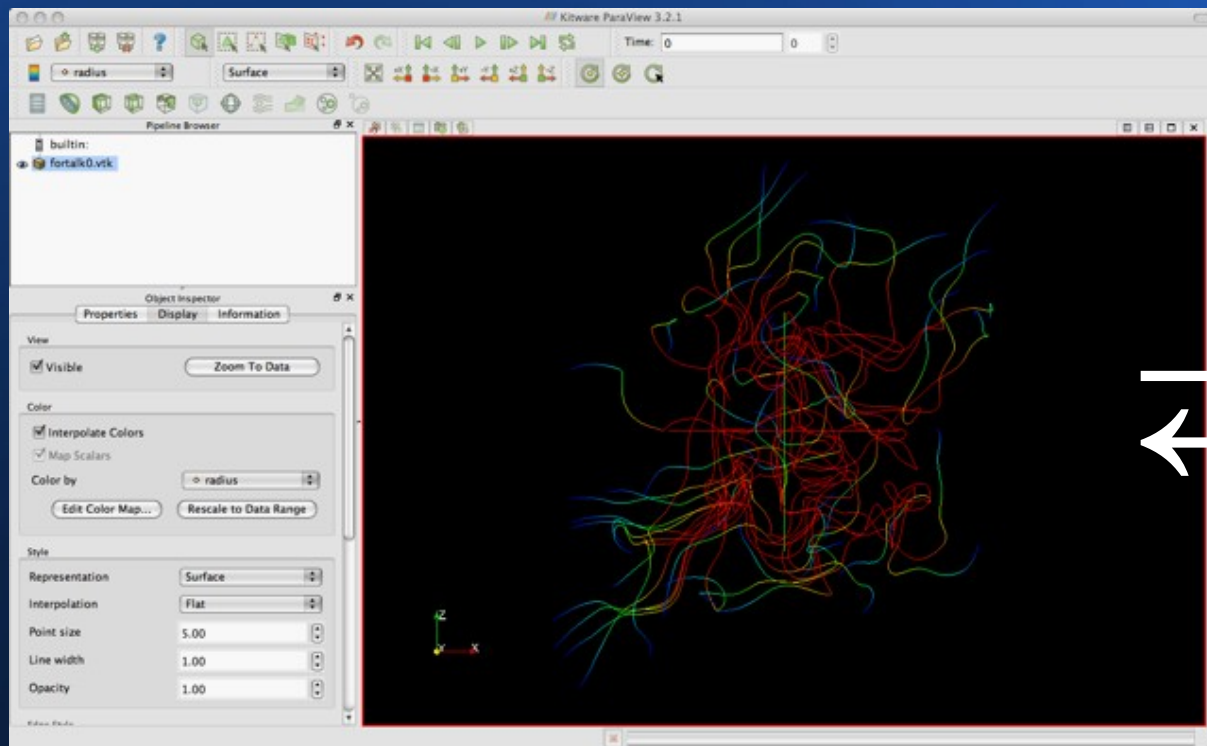 Kitware ParaView 3.2.1
Time: 0 0
radius Surface
Pipeline Browser
builtin:
fortalk0.vtk
Object Inspector
Properties Display Information
View
Visible Zoom To Data
Color
Interpolate Colors
Map Scalars
Color by radius
Edit Color Map... Rescale to Data Range
Style
Representation Surface
Interpolation Flat
Point size 5.00
Line width 1.00
Opacity 1.00
Z
Y X